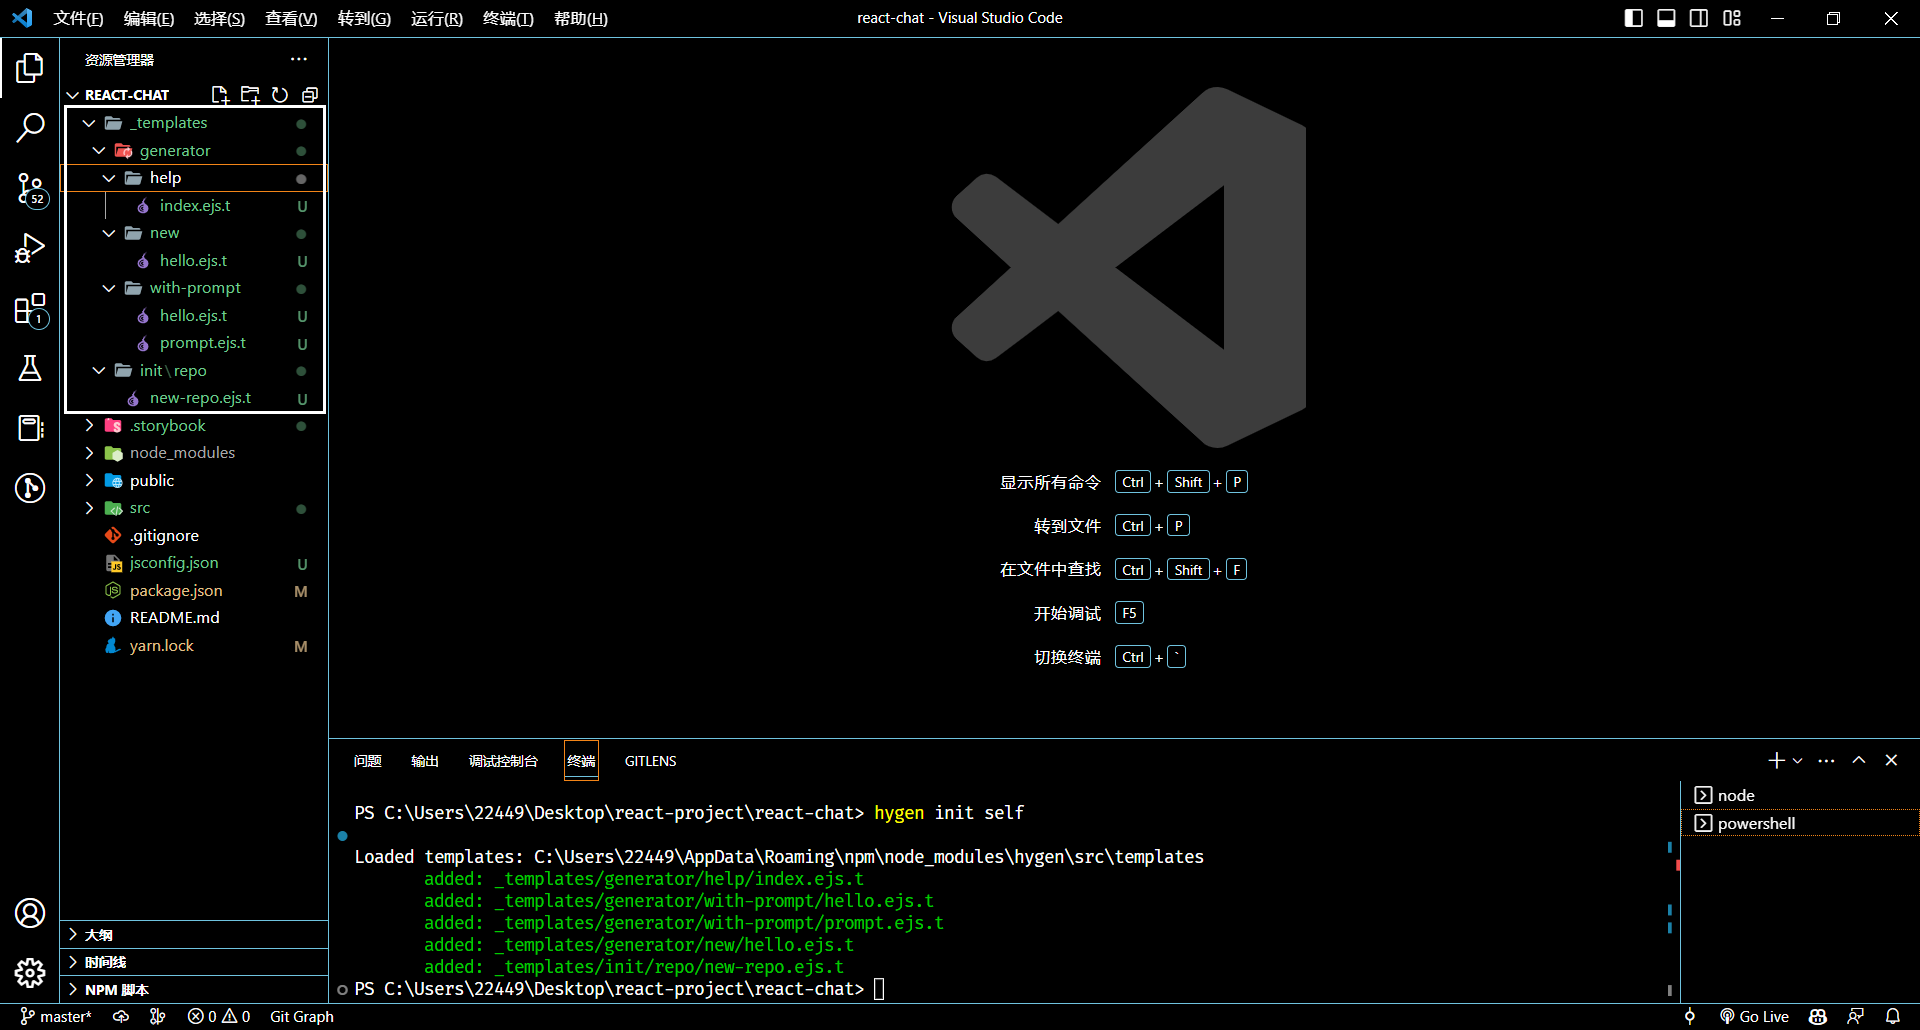 文件(F) 编辑(E) 选择(S) 查看(V) 转到(G) 运行(R) 终端(T) 帮助(H) react-chat - Visual Studio Code
资源管理器
REACT-CHAT
_templates
generator
help
index.ejs.t U
new
hello.ejs.t U
with-prompt
hello.ejs.t U
prompt.ejs.t U
init\repo
new-repo.ejs.t U
.storybook
node_modules
public
src
.gitignore
jsconfig.json U
package.json M
README.md
yarn.lock M
52
1
大纲
时间线
NPM 脚本
显示所有命令 Ctrl + Shift + P
转到文件 Ctrl + P
在文件中查找 Ctrl + Shift + F
开始调试 F5
切换终端 Ctrl + `
问题 输出 调试控制台 终端 GITLENS
PS C:\Users\22449\Desktop\react-project\react-chat> hygen init self
Loaded templates: C:\Users\22449\AppData\Roaming\npm\node_modules\hygen\src\templates
added: _templates/generator/help/index.ejs.t
added: _templates/generator/with-prompt/hello.ejs.t
added: _templates/generator/with-prompt/prompt.ejs.t
added: _templates/generator/new/hello.ejs.t
added: _templates/init/repo/new-repo.ejs.t
PS C:\Users\22449\Desktop\react-project\react-chat>
node
powershell
master* 0 0 Git Graph Go Live